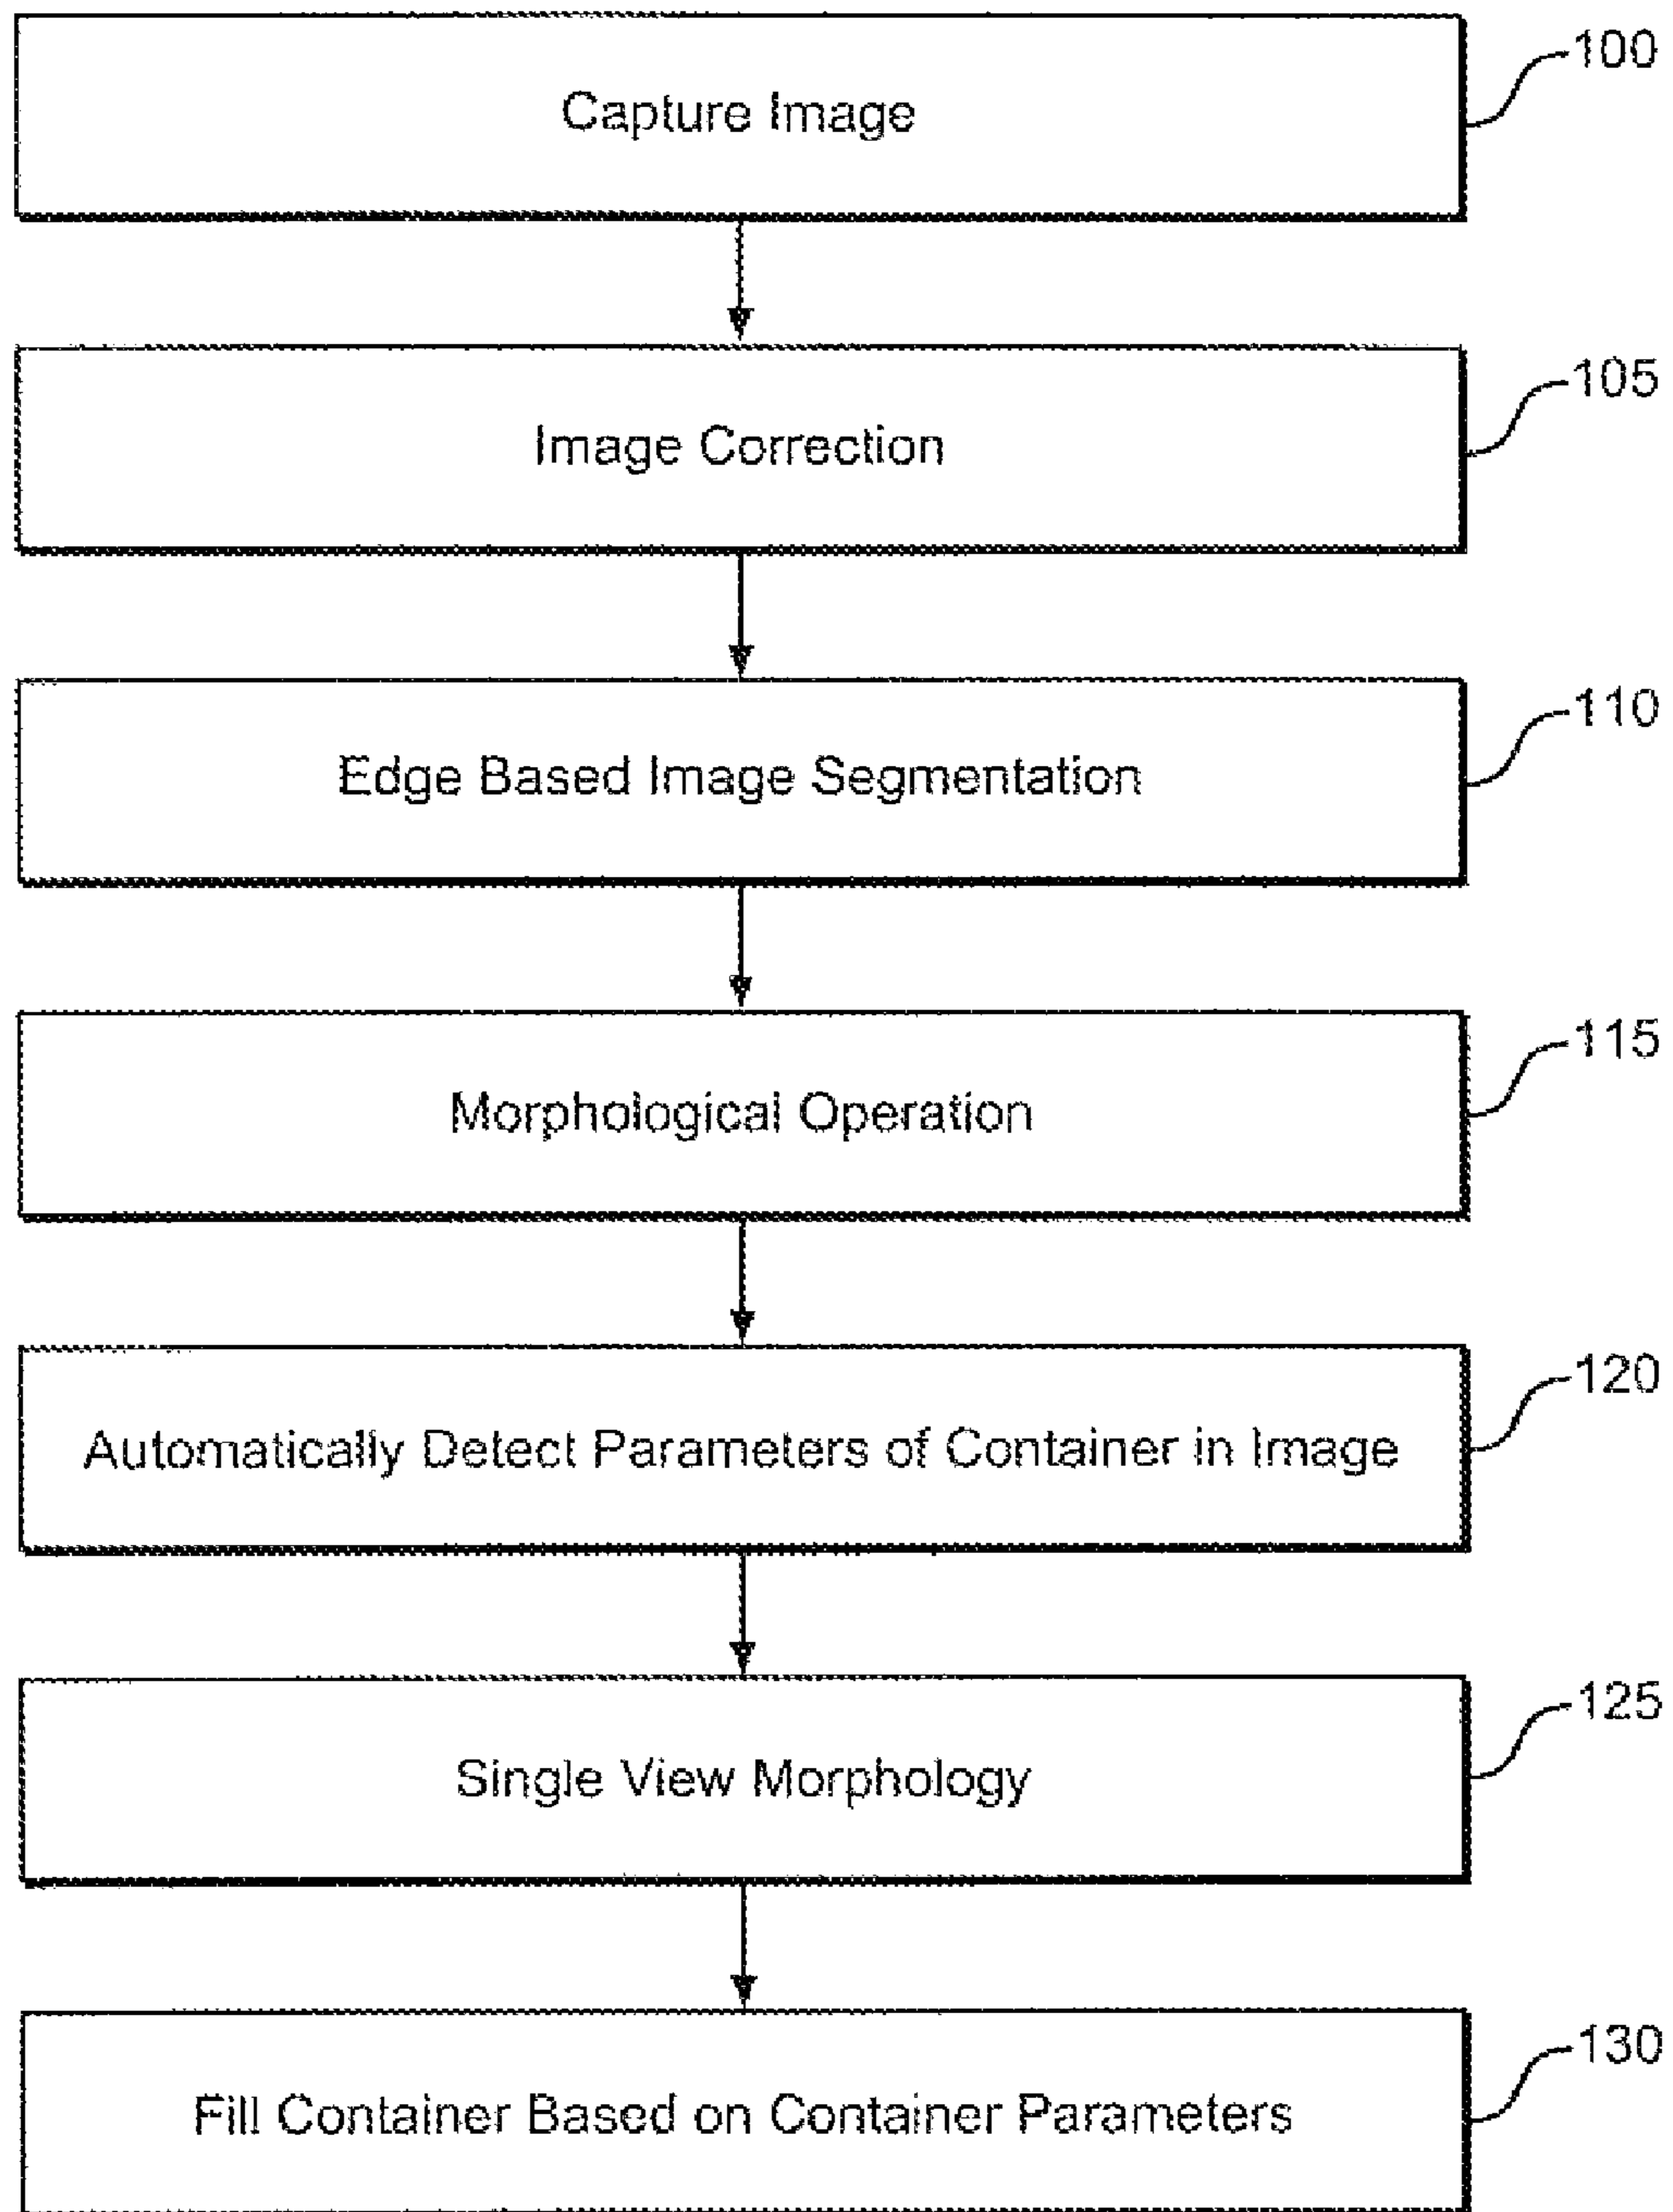 Capture Image
100
Image Correction
105
Edge Based Image Segmentation
110
Morphological Operation
115
Automatically Detect Parameters of Container in Image
120
Single View Morphology
125
Fill Container Based on Container Parameters
130